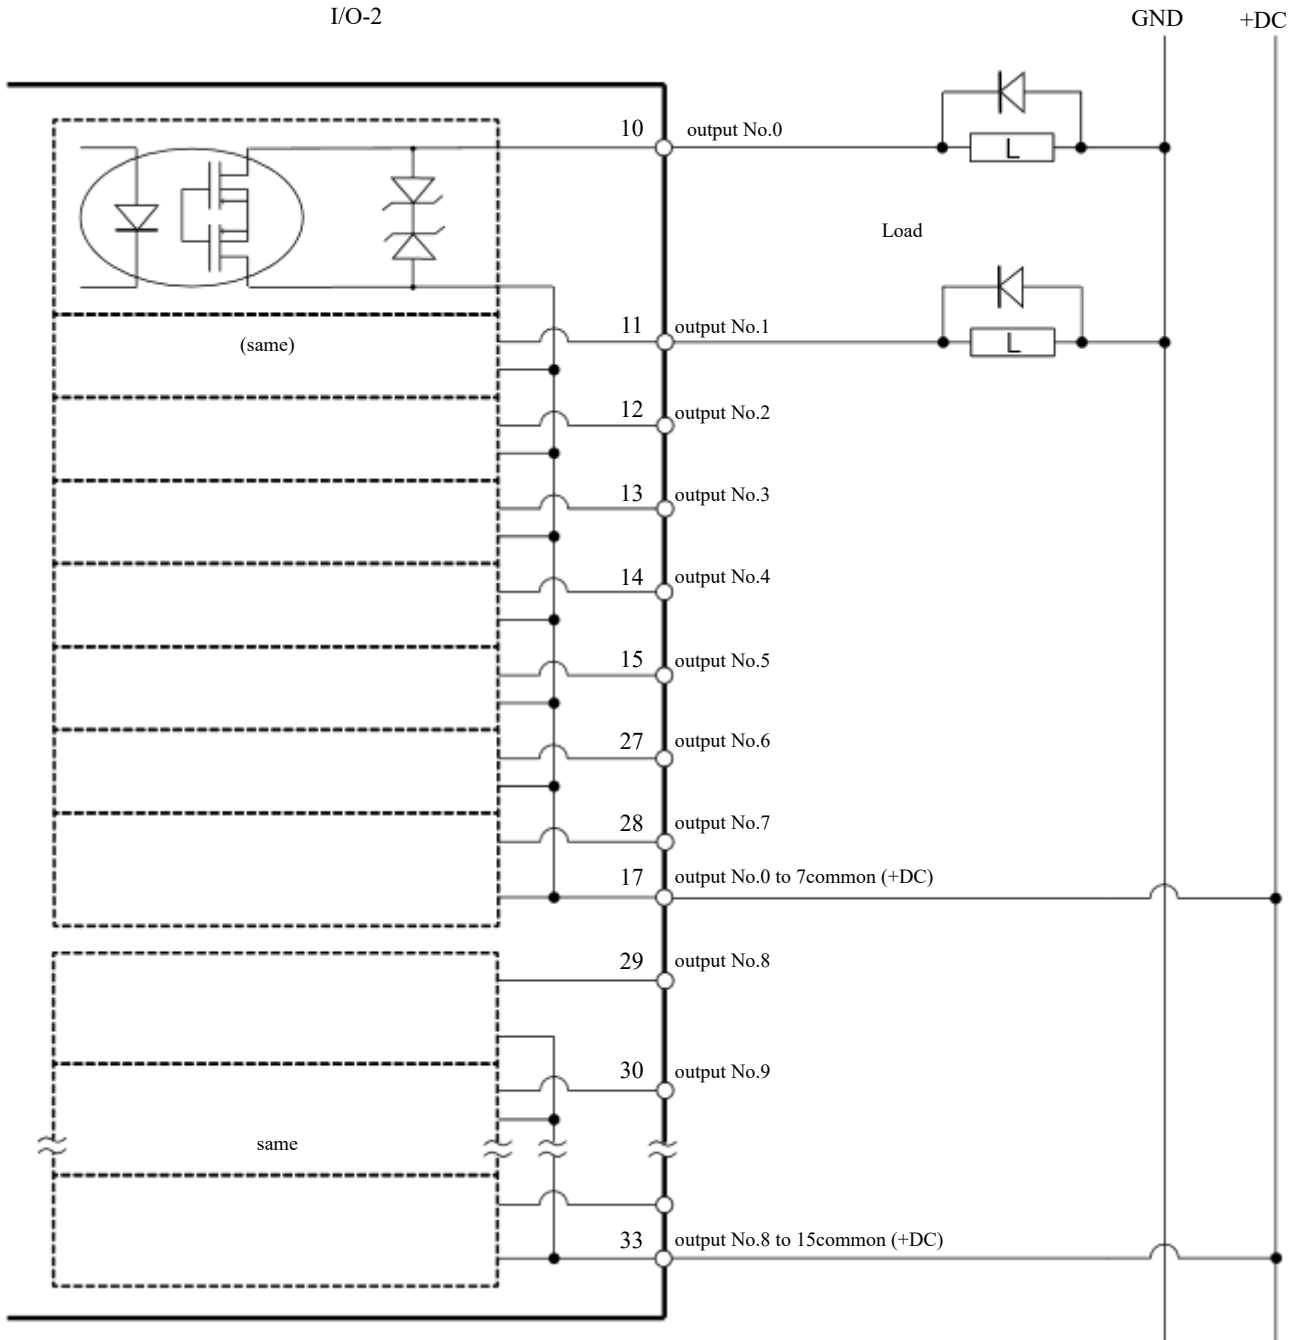 I/O-2
GND
+DC
10
output No.0
L
Load
11
output No.1
L
(same)
12
output No.2
13
output No.3
14
output No.4
15
output No.5
27
output No.6
28
output No.7
17
output No.0 to 7common (+DC)
29
output No.8
30
output No.9
same
33
output No.8 to 15common (+DC)